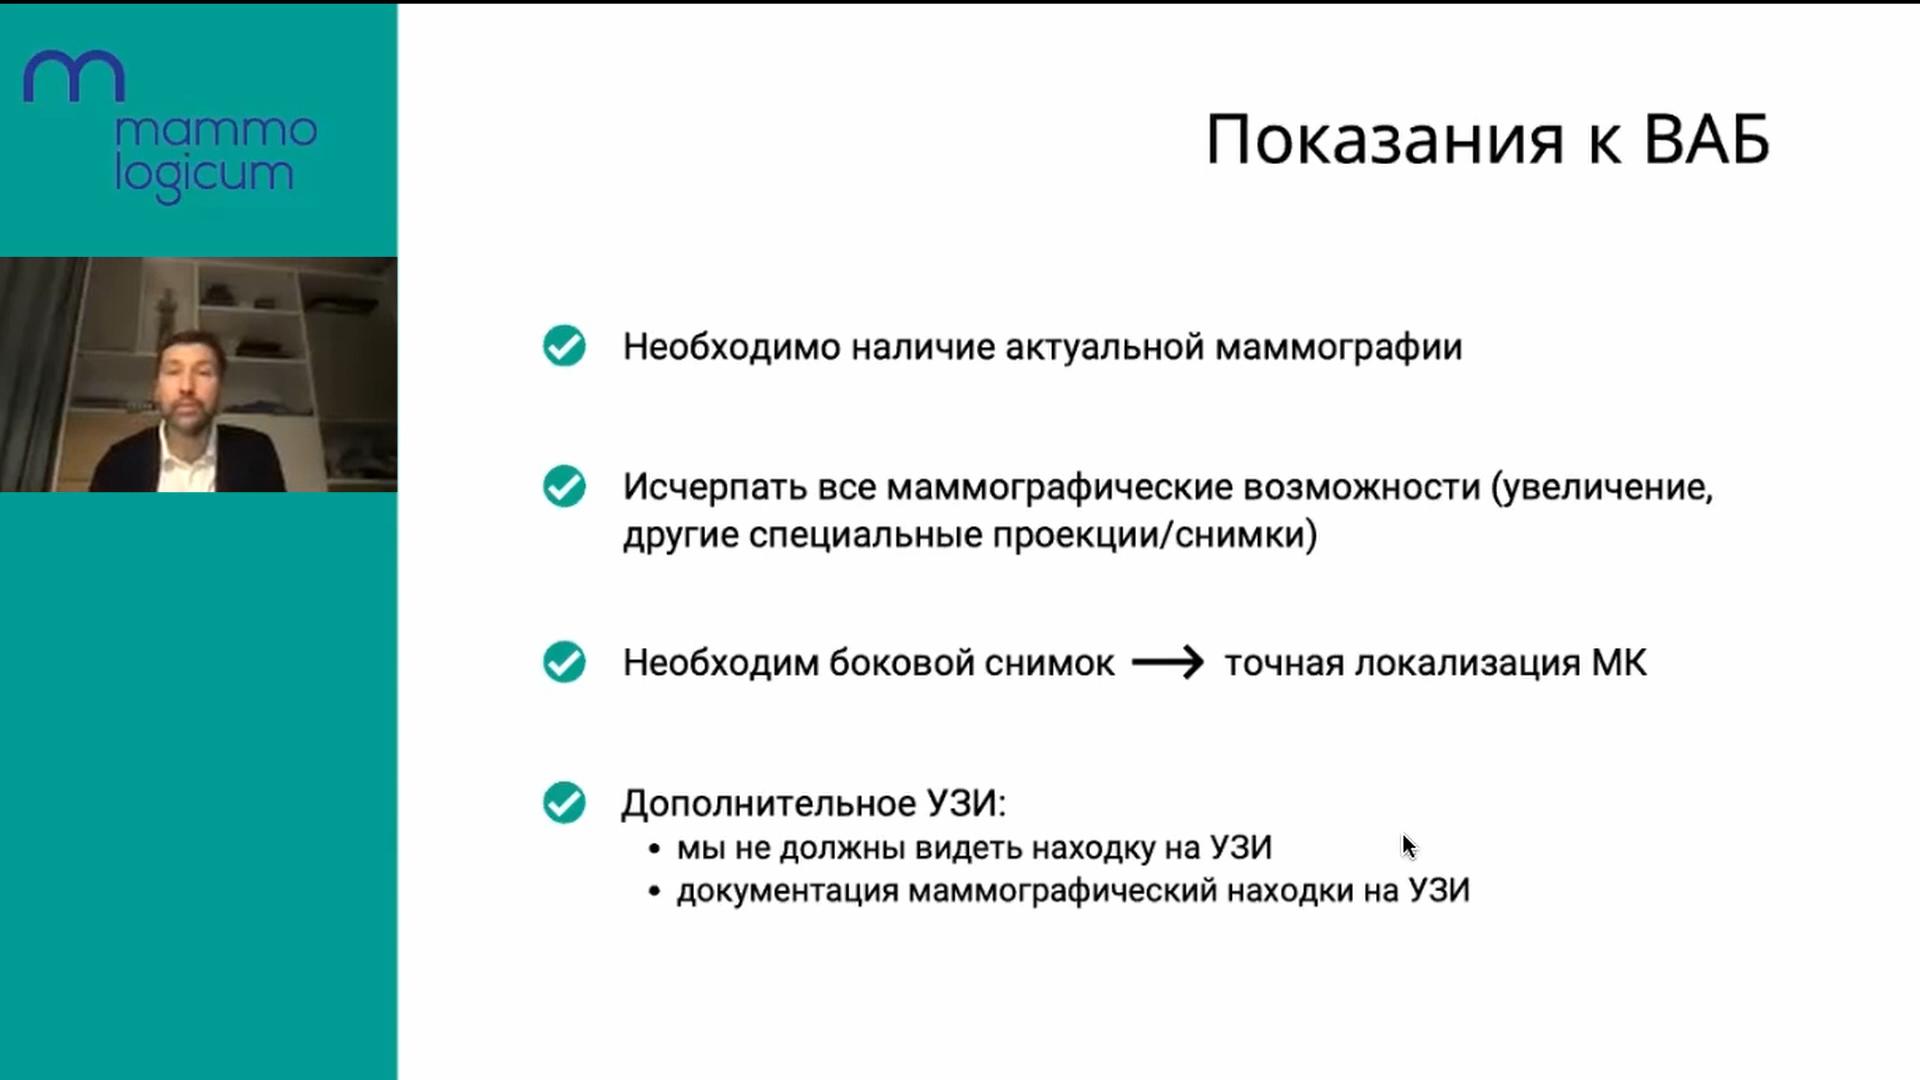 mammo
logicum
Показания к ВАБ
Необходимо наличие актуальной маммографии
Исчерпать все маммографические возможности (увеличение,
другие специальные проекции/снимки)
Необходим боковой снимок → точная локализация МК
Дополнительное УЗИ:
• мы не должны видеть находку на УЗИ
• документация маммографический находки на УЗИ